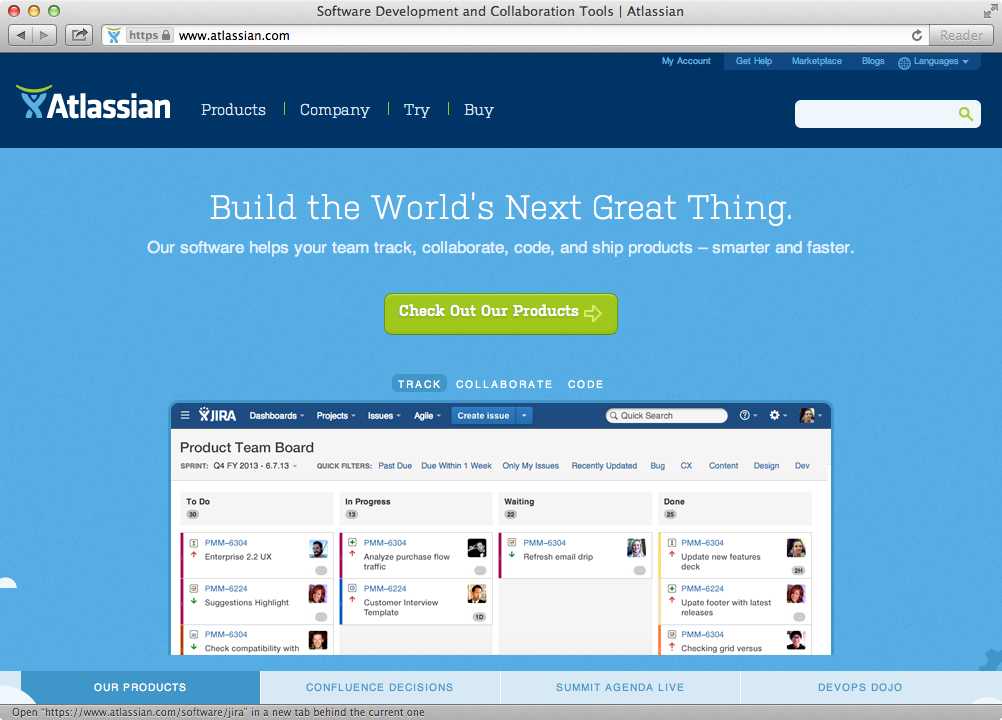 Software Development and Collaboration Tools | Atlassian
https www.atlassian.com Reader
My Account Get Help Marketplace Blogs Languages
Atlassian Products Company Try Buy
Build the World's Next Great Thing.
Our software helps your team track, collaborate, code, and ship products – smarter and faster.
Check Out Our Products
TRACK COLLABORATE CODE
JIRA Dashboards Projects Issues Agile Create issue Quick Search
Product Team Board
SPRINT: Q4 FY 2013 - 6.7.13 QUICK FILTERS: Past Due Due Within 1 Week Only My Issues Recently Updated Bug CX Content Design Dev
To Do In Progress Waiting Done
30 13 22 25
PMM–6304 PMM–6304 PMM–6304 PMM–6304
Enterprise 2.2 UX Analyze purchase flow Refresh email drip Update new features
traffic deck
2H
PMM–6224 PMM–6224 PMM–6224
Suggestions Highlight Customer Interview Upate footer with latest
Template releases
1D
PMM–6304 PMM–6304
Check compatibility with Checking grid versus
OUR PRODUCTS CONFLUENCE DECISIONS SUMMIT AGENDA LIVE DEVOPS DOJO
Open "https://www.atlassian.com/software/jira" in a new tab behind the current one